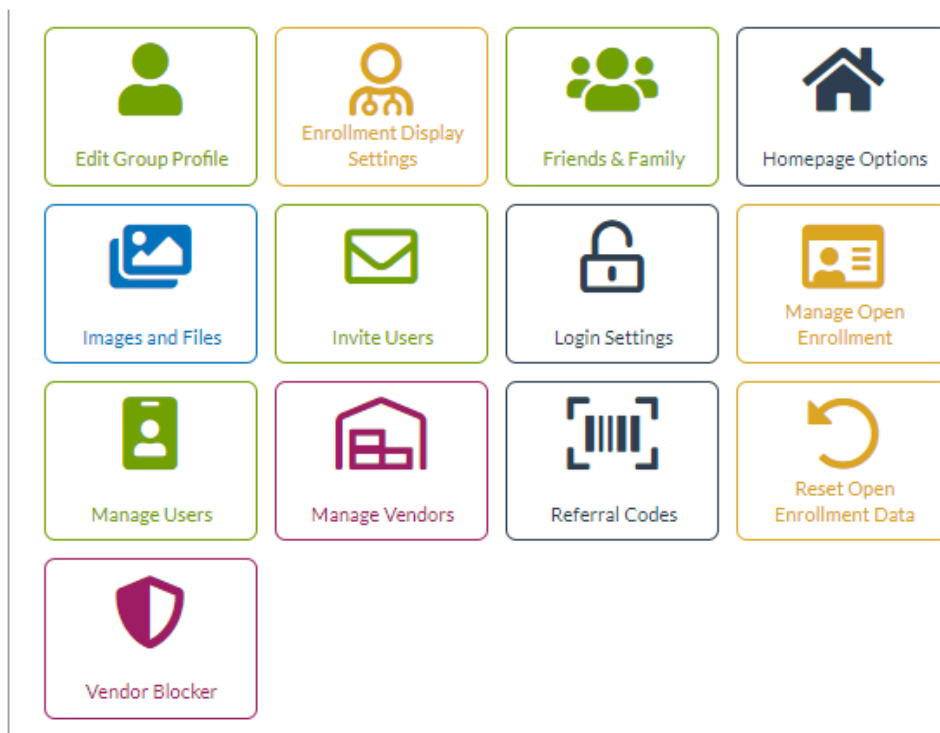 Edit Group Profile
Enrollment Display
Settings
Friends & Family
Homepage Options
Images and Files
Invite Users
Login Settings
Manage Open
Enrollment
Manage Users
Manage Vendors
Referral Codes
Reset Open
Enrollment Data
Vendor Blocker